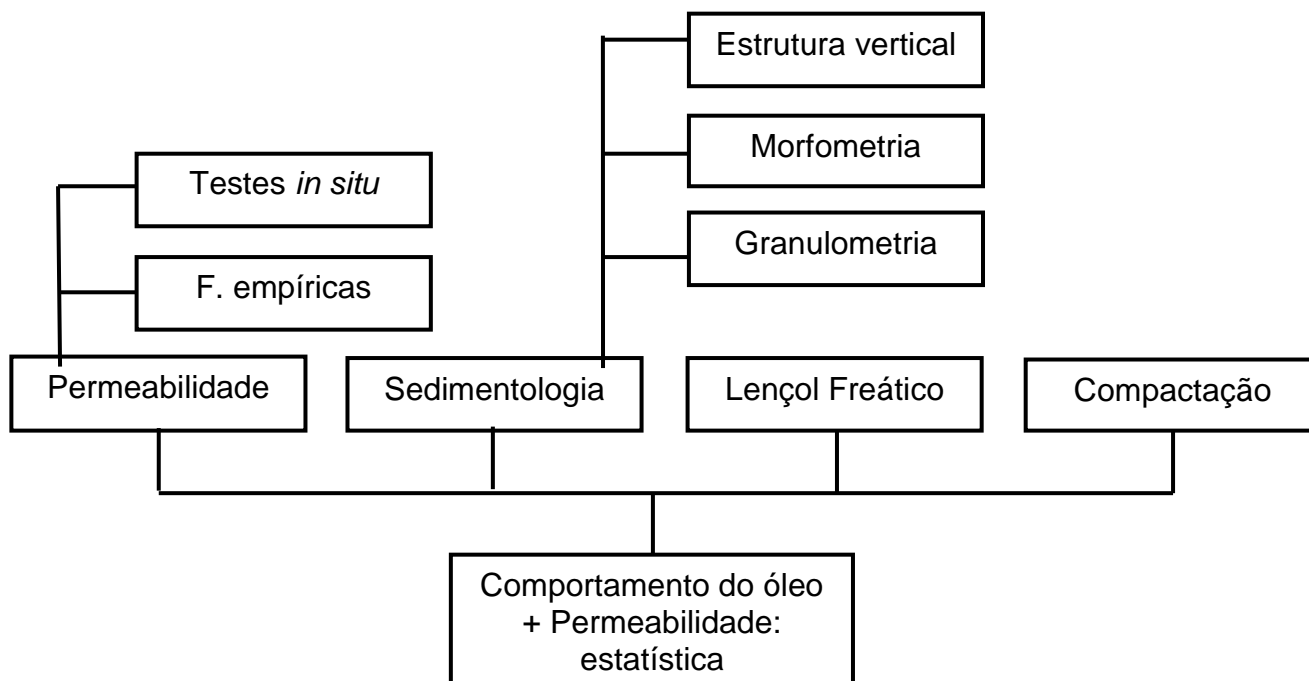 Estrutura vertical
Morfometria
Testes in situ
Granulometria
F. empíricas
Permeabilidade
Sedimentologia
Lençol Freático
Compactação
Comportamento do óleo
+ Permeabilidade:
estatística